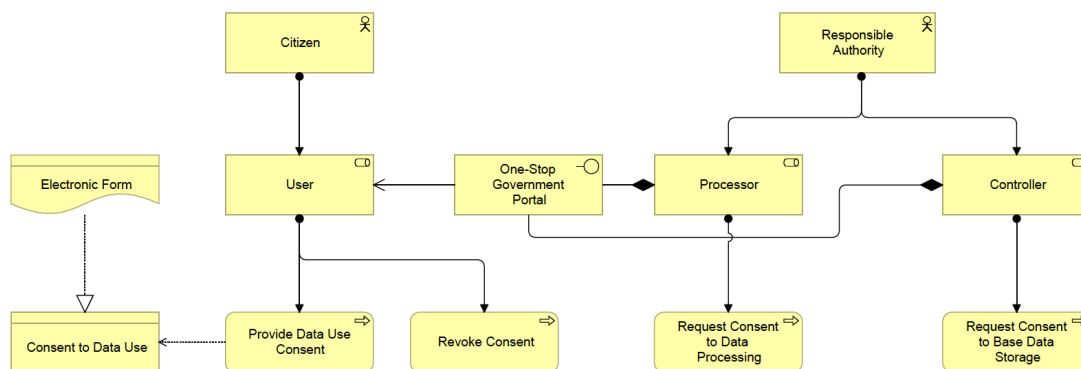 Citizen
Responsible
Authority
Electronic Form
User
One-Stop
Government
Portal
Processor
Controller
Consent to Data Use
Provide Data Use
Consent
Revoke Consent
Request Consent
to Data
Processing
Request Consent
to Base Data
Storage